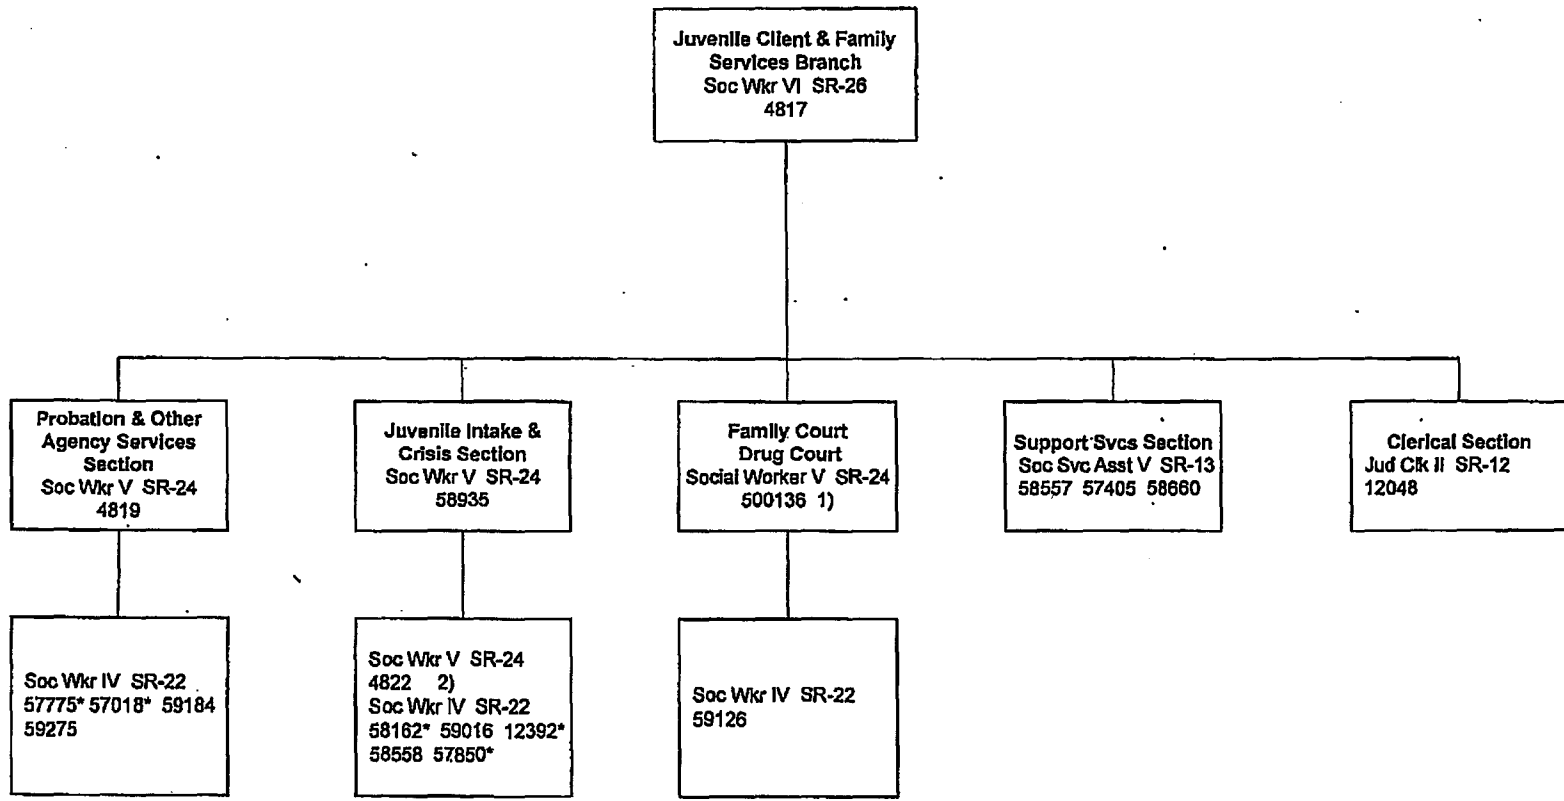 Juvenile Client & Family
Services Branch
Soc Wkr VI SR-26
4817
Probation & Other
Agency Services
Section
Soc Wkr V SR-24
4819
Juvenile Intake &
Crisis Section
Soc Wkr V SR-24
58935
Family Court
Drug Court
Social Worker V SR-24
500136 1)
Support Svcs Section
Soc Svc Asst V SR-13
58557 57405 58660
Clerical Section
Jud Clk II SR-12
12048
Soc Wkr IV SR-22
57775* 57018* 59184
59275
Soc Wkr V SR-24
4822 2)
Soc Wkr IV SR-22
58162* 59016 12392*
58558 57850*
Soc Wkr IV SR-22
59126